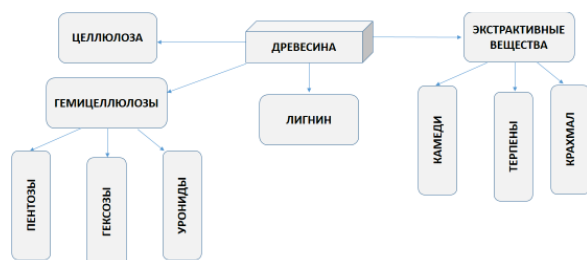 ЦЕЛЛЮЛОЗА
ДРЕВЕСИНА
ЭКСТРАКТИВНЫЕ
ВЕЩЕСТВА
ГЕМИЦЕЛЛЮЛОЗЫ
ЛИГНИН
КАМЕДИ
ТЕРПЕНЫ
КРАХМАЛ
ПЕНТОЗЫ
ГЕКСОЗЫ
УРОНИДЫ